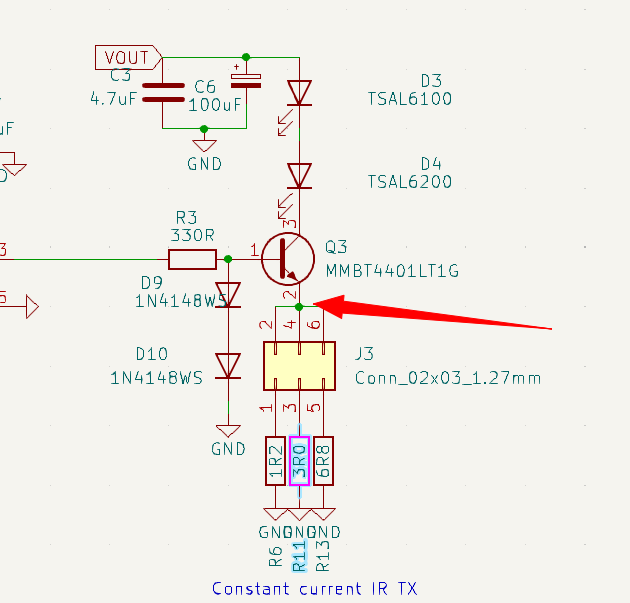 VOUT
C3
4.7uF
C6
100uF
+
GND
D3
TSAL6100
D4
TSAL6200
uF
3
R3
330R
1
3
Q3
MMBT4401LT1G
2
D9
1N4148WS
D10
1N4148WS
GND
2
4
6
J3
Conn_02x03_1.27mm
1
3
5
1R2
3R0
6R8
GND
GND
GND
R6
R11
R13
Constant current IR TX